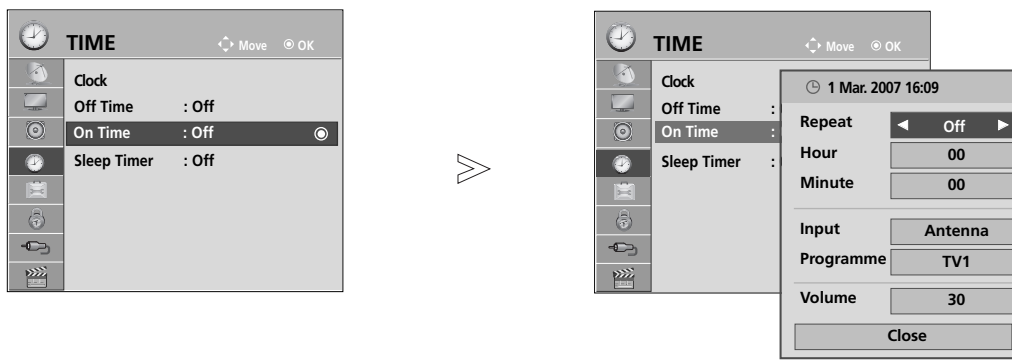 TIME Move OK
Clock
Off Time : Off
On Time : Off
Sleep Timer : Off
TIME Move OK
Clock
Off Time :
On Time :
Sleep Timer :
1 Mar. 2007 16:09
Repeat ◄ Off ►
Hour 00
Minute 00
Input Antenna
Programme TV1
Volume 30
Close